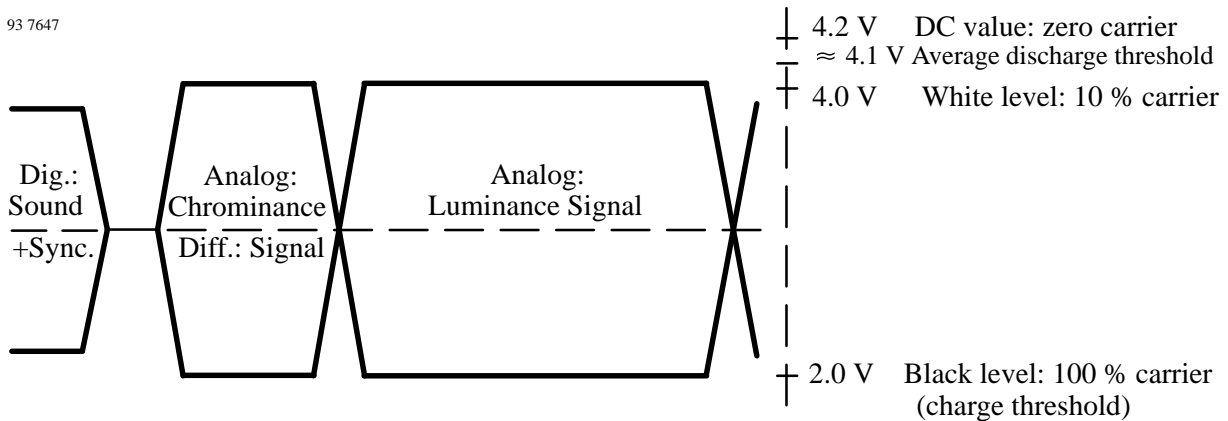 93 7647
4.2 V DC value: zero carrier
≈ 4.1 V Average discharge threshold
4.0 V White level: 10 % carrier
Dig.:
Sound
+Sync.
Analog:
Chrominance
Diff.: Signal
Analog:
Luminance Signal
2.0 V Black level: 100 % carrier
(charge threshold)